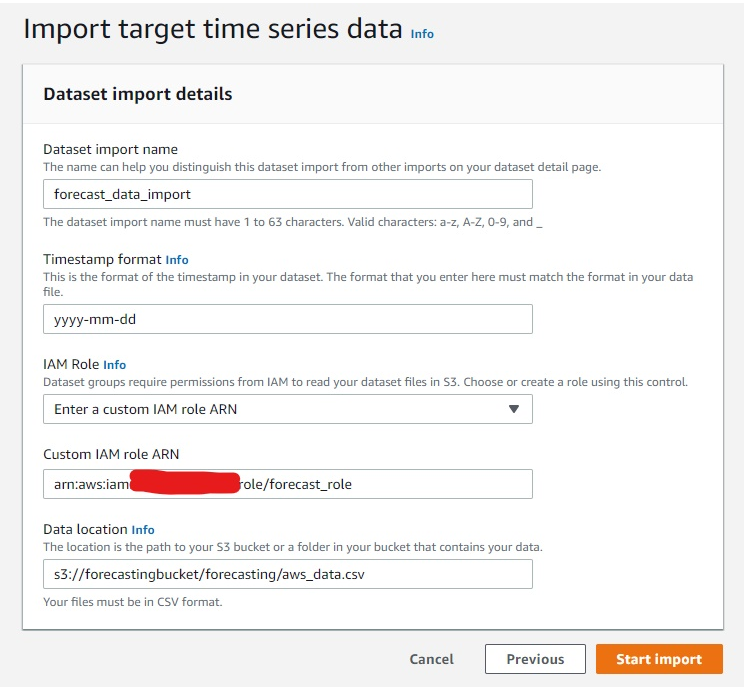 Import target time series data Info
Dataset import details
Dataset import name
The name can help you distinguish this dataset import from other imports on your dataset detail page.
forecast_data_import
The dataset import name must have 1 to 63 characters. Valid characters: a-z, A-Z, 0-9, and _
Timestamp format Info
This is the format of the timestamp in your dataset. The format that you enter here must match the format in your data
file.
yyyy-mm-dd
IAM Role Info
Dataset groups require permissions from IAM to read your dataset files in S3. Choose or create a role using this control.
Enter a custom IAM role ARN
Custom IAM role ARN
arn:aws:iam role/forecast_role
Data location Info
The location is the path to your S3 bucket or a folder in your bucket that contains your data.
s3://forecastingbucket/forecasting/aws_data.csv
Your files must be in CSV format.
Cancel Previous Start import